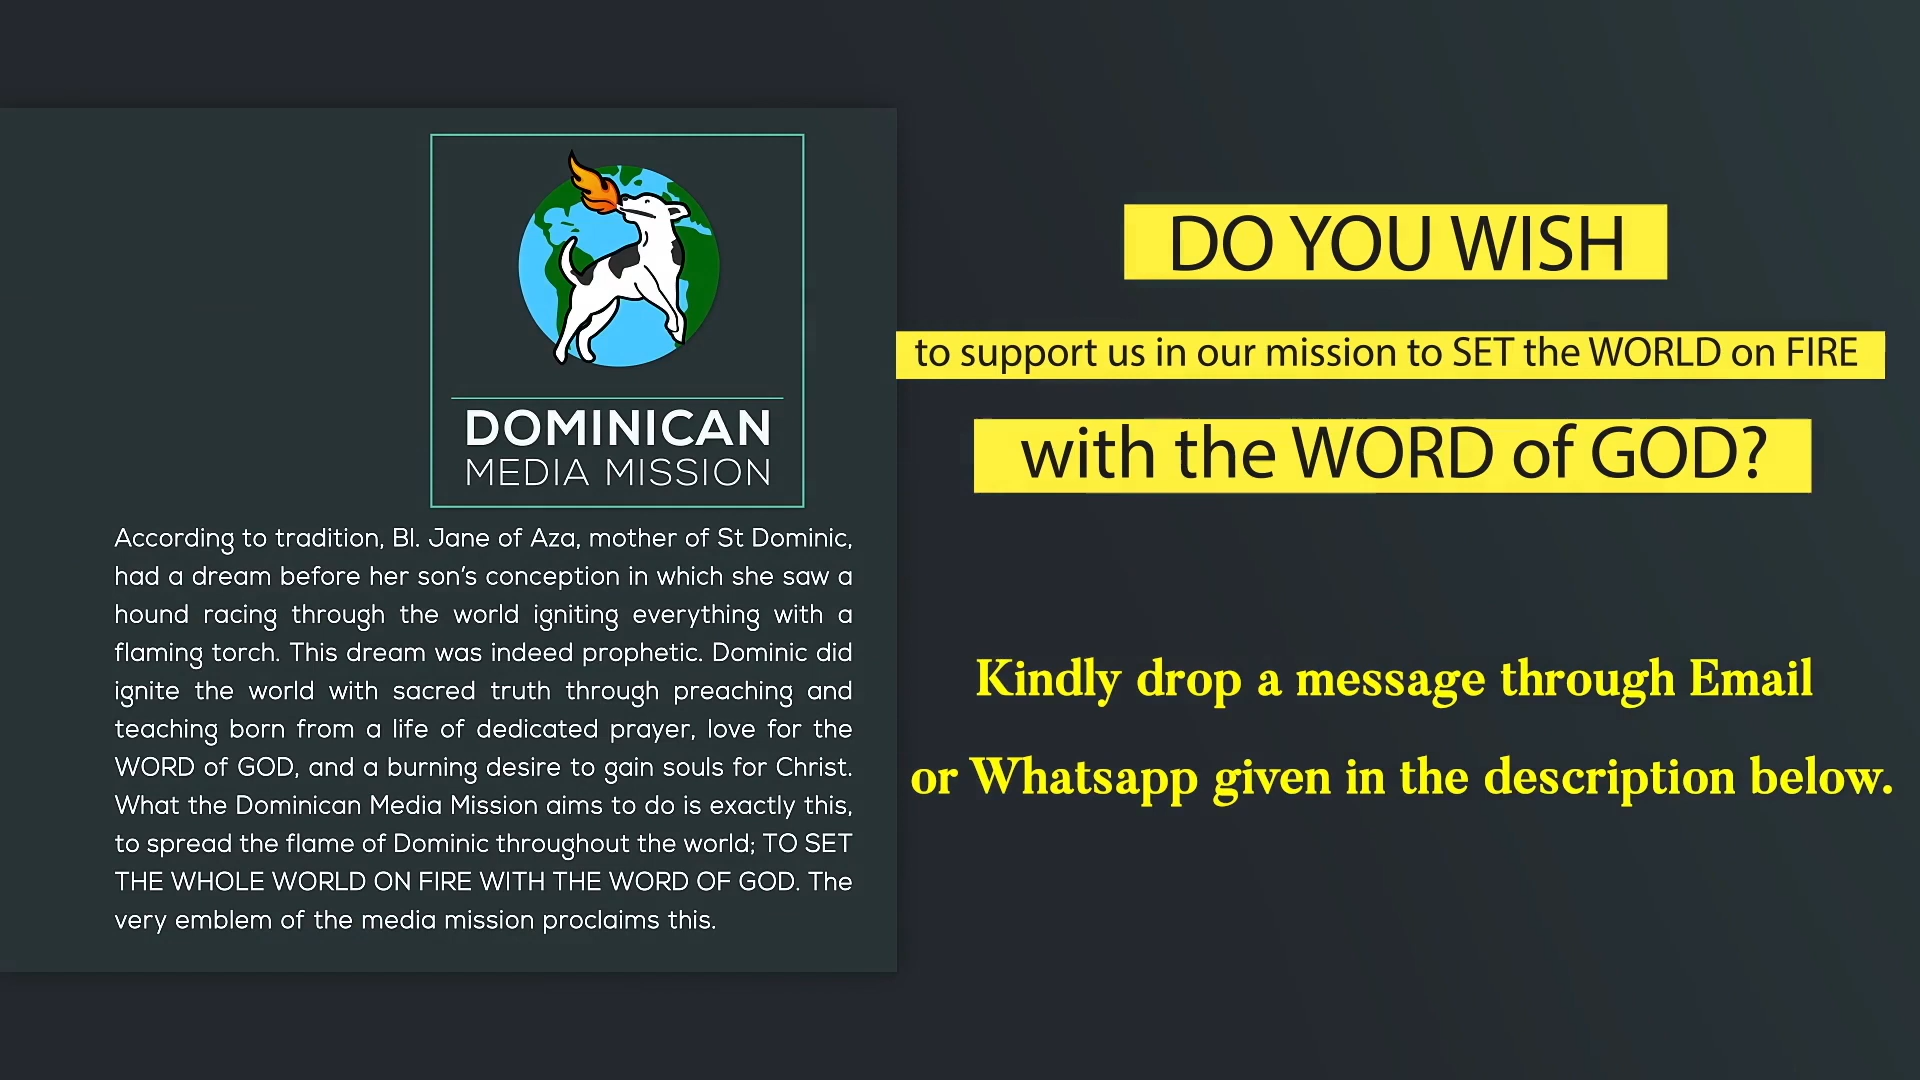 DOMINICAN
MEDIA MISSION
According to tradition, Bl. Jane of Aza, mother of St Dominic,
had a dream before her son's conception in which she saw a
hound racing through the world igniting everything with a
flaming torch. This dream was indeed prophetic. Dominic did
ignite the world with sacred truth through preaching and
teaching born from a life of dedicated prayer, love for the
WORD of GOD, and a burning desire to gain souls for Christ.
What the Dominican Media Mission aims to do is exactly this,
to spread the flame of Dominic throughout the world; TO SET
THE WHOLE WORLD ON FIRE WITH THE WORD OF GOD. The
very emblem of the media mission proclaims this.
DO YOU WISH
to support us in our mission to SET the WORLD on FIRE
with the WORD of GOD?
Kindly drop a message through Email
or Whatsapp given in the description below.